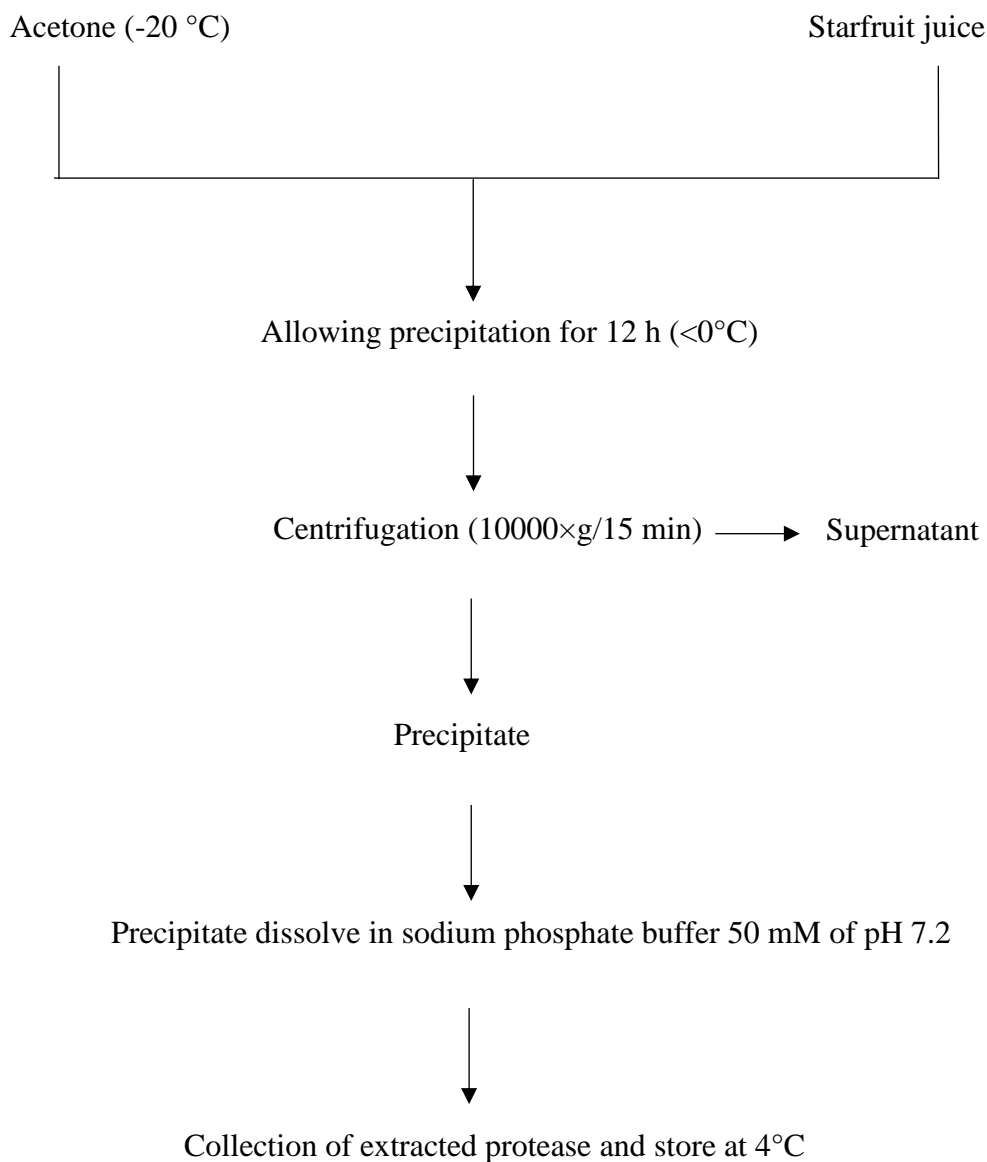 Acetone (-20 °C)
Starfruit juice
Allowing precipitation for 12 h (<0°C)
Centrifugation (10000×g/15 min)
Supernatant
Precipitate
Precipitate dissolve in sodium phosphate buffer 50 mM of pH 7.2
Collection of extracted protease and store at 4°C